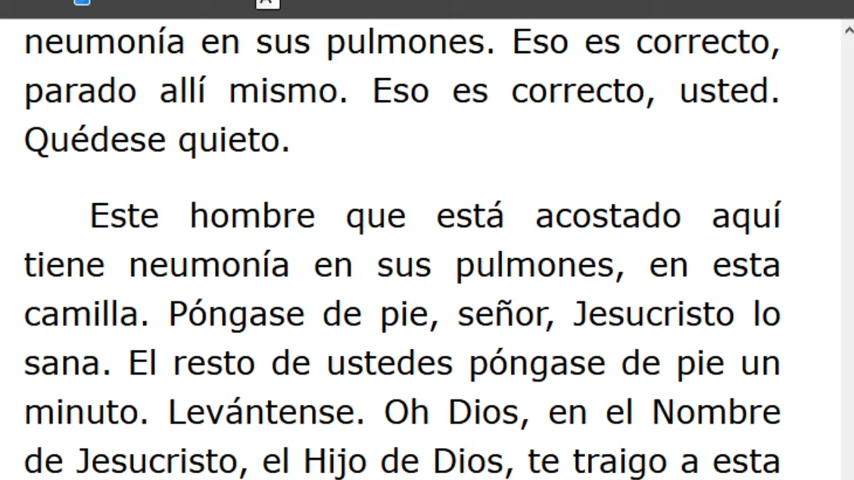 neumonía en sus pulmones. Eso es correcto,
parado allí mismo. Eso es correcto, usted.
Quédese quieto.
Este hombre que está acostado aquí
tiene neumonía en sus pulmones, en esta
camilla. Póngase de pie, señor, Jesucristo lo
sana. El resto de ustedes póngase de pie un
minuto. Levántense. Oh Dios, en el Nombre
de Jesucristo, el Hijo de Dios, te traigo a esta